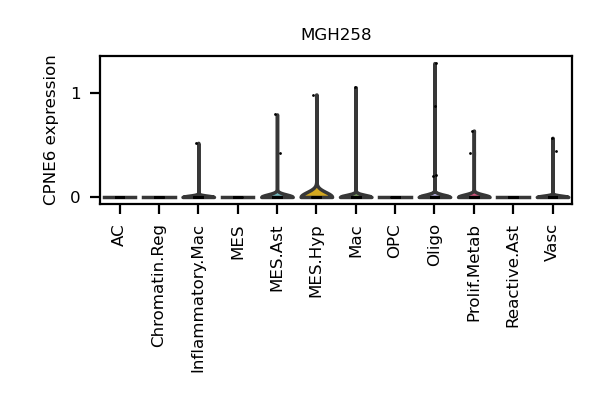 MGH258
CPNE6 expression
1
0
AC
Chromatin.Reg
Inflammatory.Mac
MES
MES.Ast
MES.Hyp
Mac
OPC
Oligo
Prolif.Metab
Reactive.Ast
Vasc